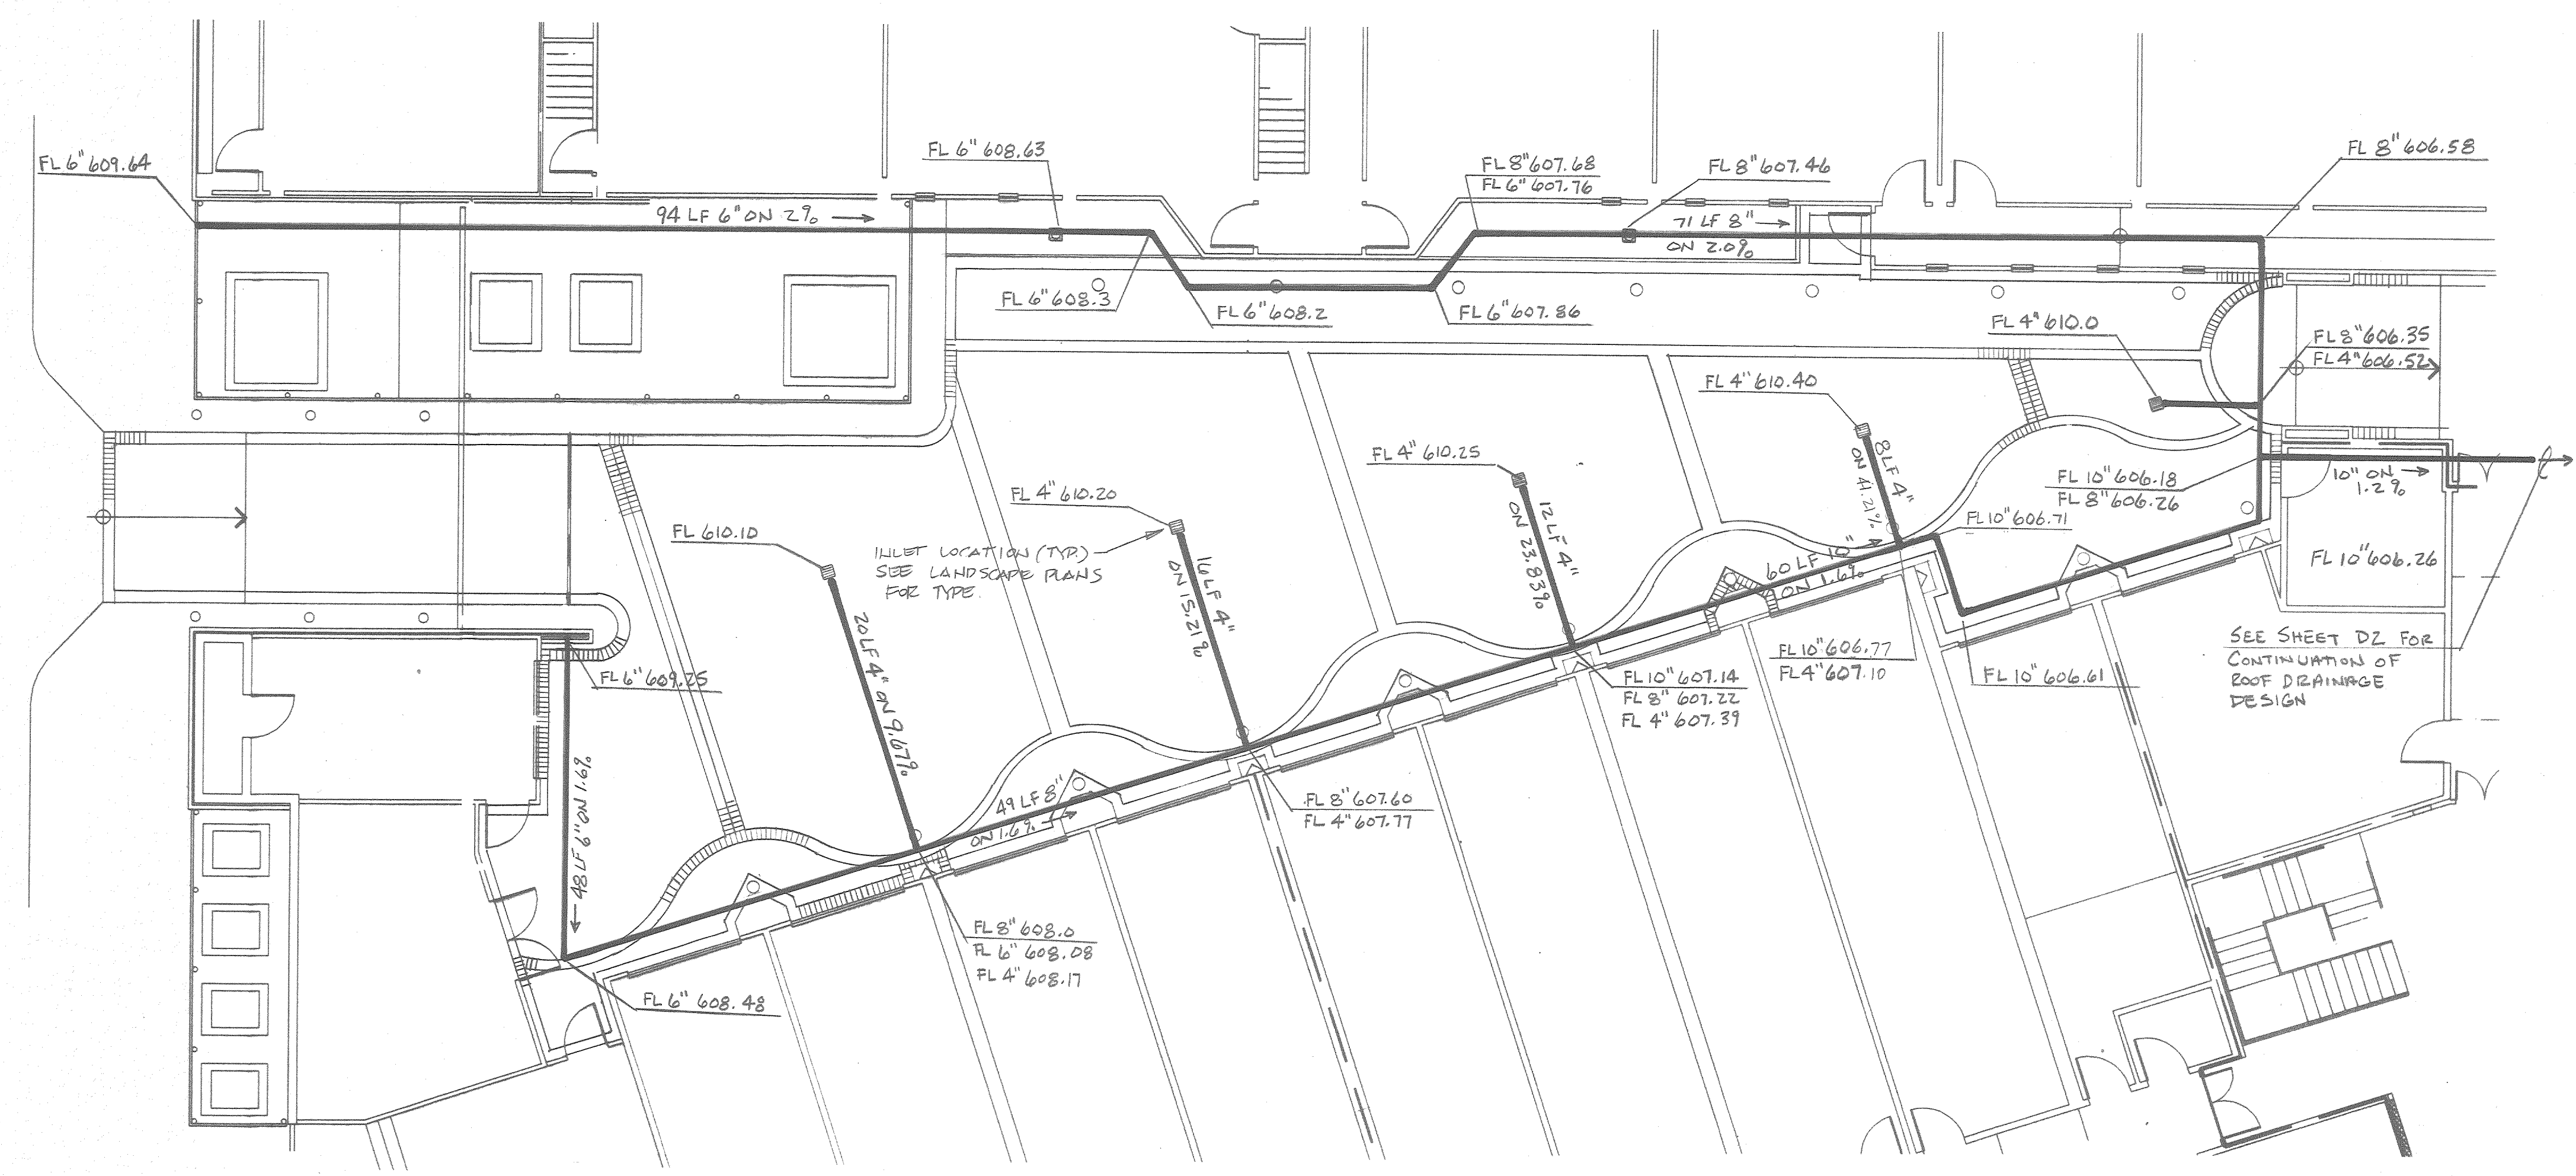 FL 6" 609.64
FL 6" 608.63
FL 8" 607.68
FL 6" 607.76
FL 8" 607.46
FL 8" 606.58
94 LF 6" ON 2%
71 LF 8"
ON 2.0%
FL 6" 608.3
FL 6" 608.2
FL 6" 607.86
FL 4" 610.0
FL 8" 606.35
FL 4" 606.52
FL 4" 610.40
FL 4" 610.25
FL 4" 610.20
FL 610.10
INLET LOCATION (TYP.)
SEE LANDSCAPE PLANS
FOR TYPE.
8 LF 4"
ON 41.21%
12 LF 4"
ON 23.83%
16 LF 4"
ON 15.21%
20 LF 4" ON 9.67%
FL 10" 606.18
FL 8" 606.26
10" ON
1.2%
FL 10" 606.71
60 LF 10"
ON 1.6%
FL 10" 606.26
FL 10" 606.77
FL 4" 607.10
FL 10" 606.61
SEE SHEET D2 FOR
CONTINUATION OF
ROOF DRAINAGE
DESIGN
FL 6" 609.25
FL 10" 607.14
FL 8" 607.22
FL 4" 607.39
48 LF 6" ON 1.6%
49 LF 8"
ON 1.6%
FL 8" 607.60
FL 4" 607.77
FL 8" 608.0
FL 6" 608.08
FL 4" 608.17
FL 6" 608.48